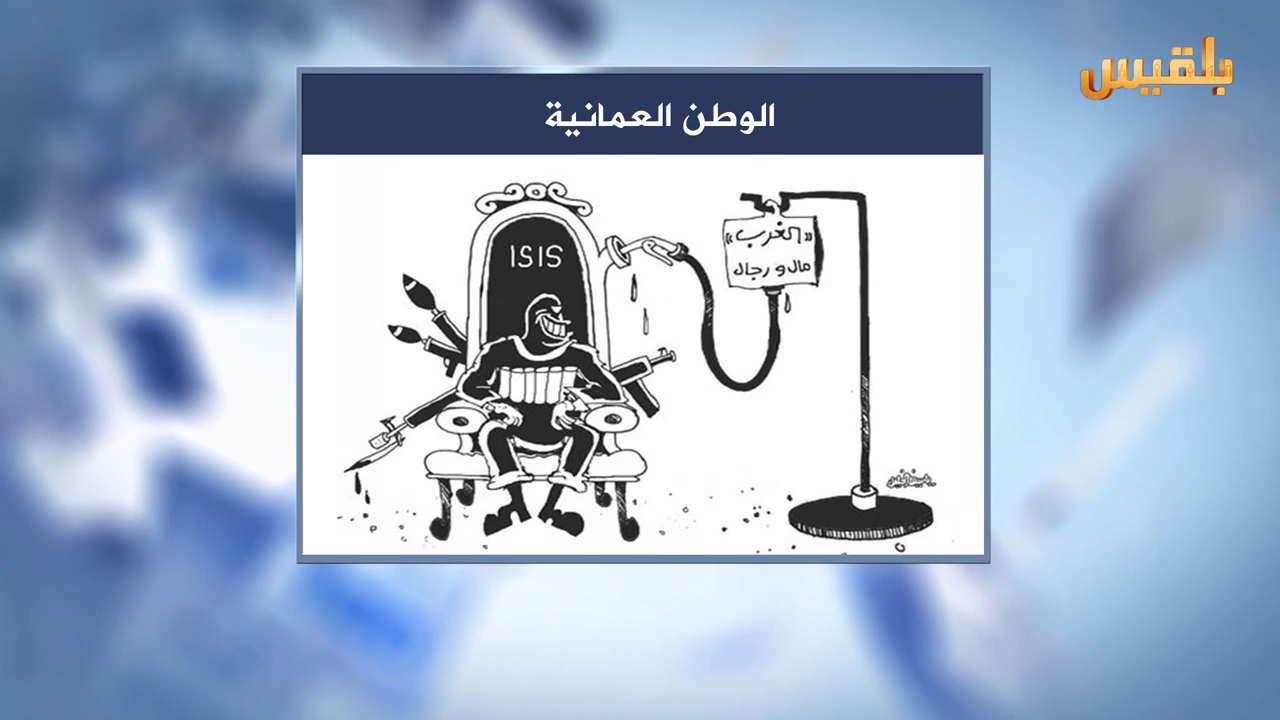 بلقيس
الوطن العمانية
ISIS
«الغرب»
مال و رجال